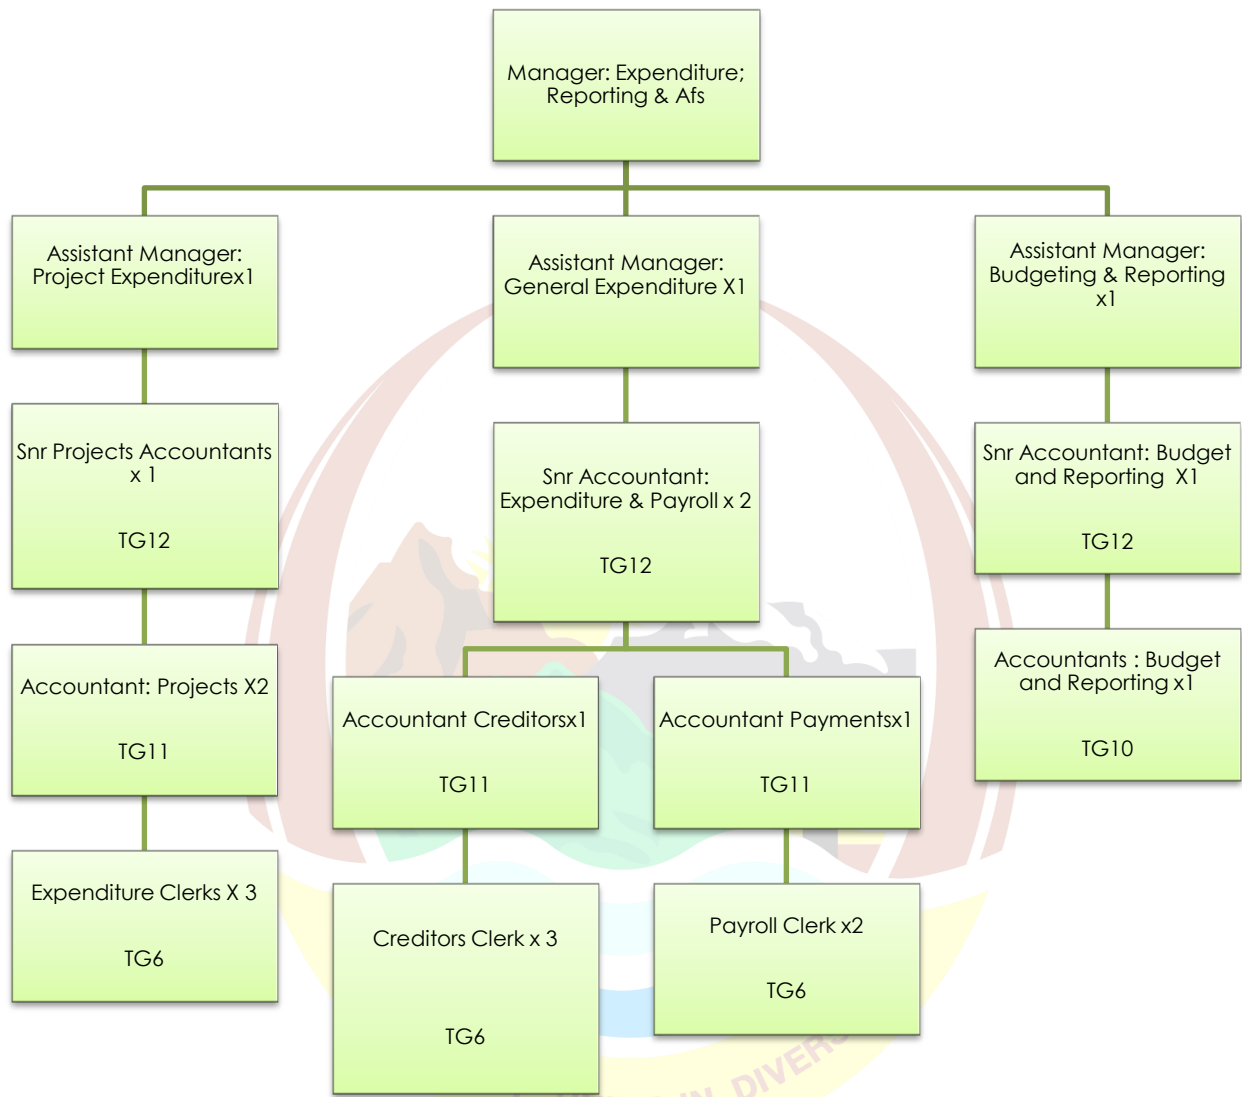 Manager: Expenditure;
Reporting & Afs
Assistant Manager:
Project Expenditurex1
Assistant Manager:
General Expenditure X1
Assistant Manager:
Budgeting & Reporting
x1
Snr Projects Accountants
x 1
TG12
Snr Accountant:
Expenditure & Payroll x 2
TG12
Snr Accountant: Budget
and Reporting X1
TG12
Accountant: Projects X2
TG11
Accountant Creditorsx1
TG11
Accountant Paymentsx1
TG11
Accountants : Budget
and Reporting x1
TG10
Expenditure Clerks X 3
TG6
Creditors Clerk x 3
TG6
Payroll Clerk x2
TG6
IN DIVERS